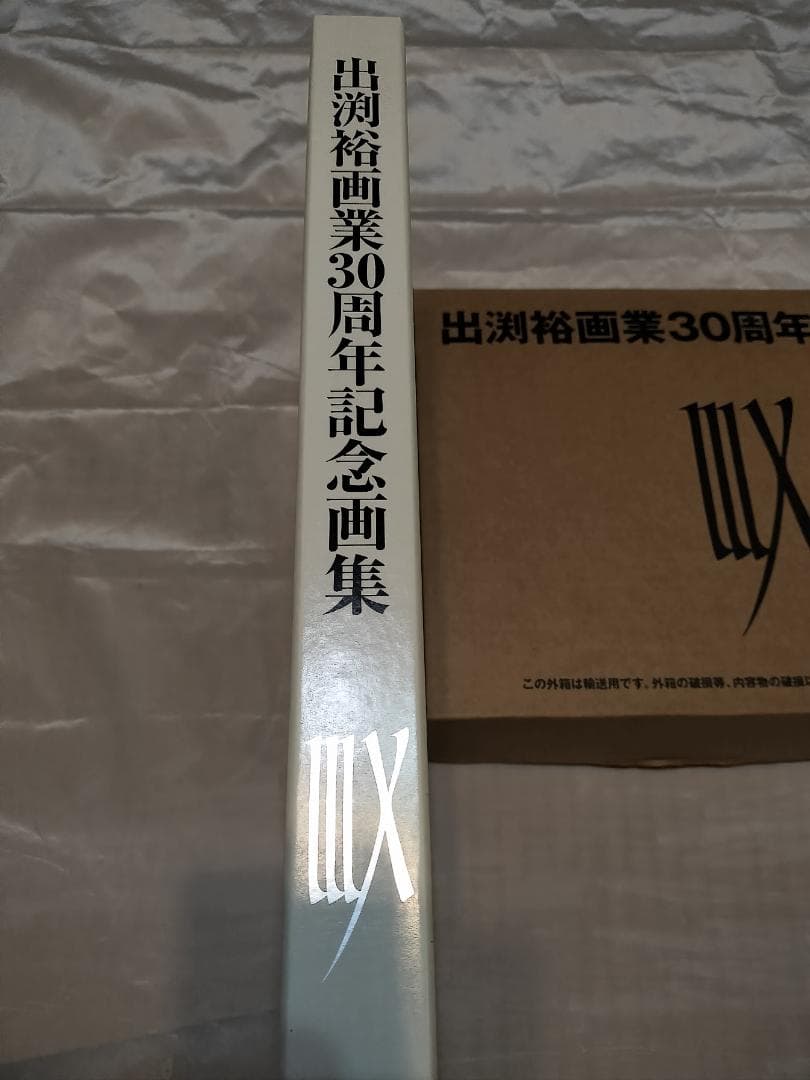 出渕裕画業30周年記念画集
IIIX
出渕裕画業30周年
IIIX
この外箱は輸送用です。外箱の破損等、内容物の破損